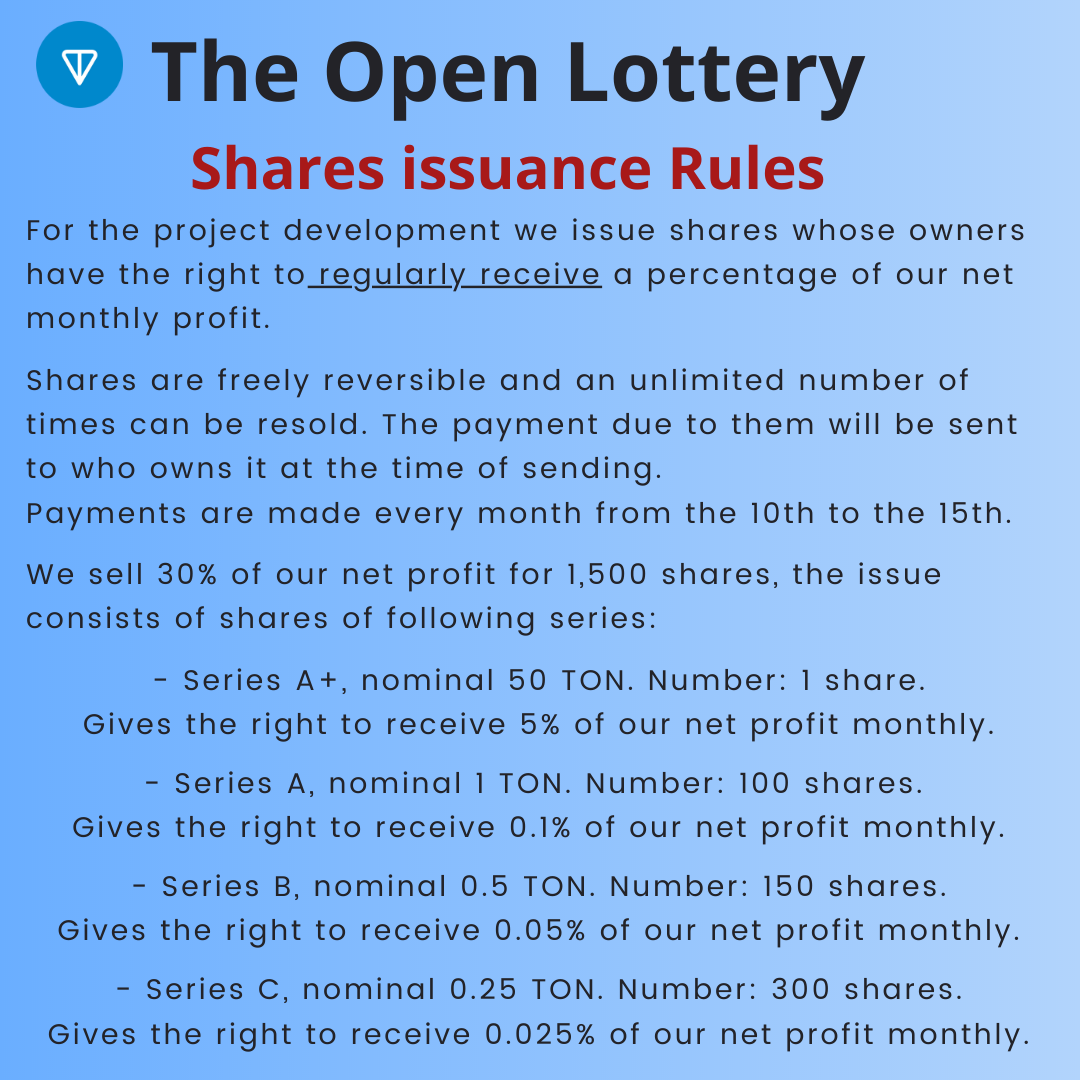 The Open Lottery
Shares issuance Rules
For the project development we issue shares whose owners
have the right to regularly receive a percentage of our net
monthly profit.
Shares are freely reversible and an unlimited number of
times can be resold. The payment due to them will be sent
to who owns it at the time of sending.
Payments are made every month from the 10th to the 15th.
We sell 30% of our net profit for 1,500 shares, the issue
consists of shares of following series:
- Series A+, nominal 50 TON. Number: 1 share.
Gives the right to receive 5% of our net profit monthly.
- Series A, nominal 1 TON. Number: 100 shares.
Gives the right to receive 0.1% of our net profit monthly.
- Series B, nominal 0.5 TON. Number: 150 shares.
Gives the right to receive 0.05% of our net profit monthly.
- Series C, nominal 0.25 TON. Number: 300 shares.
Gives the right to receive 0.025% of our net profit monthly.